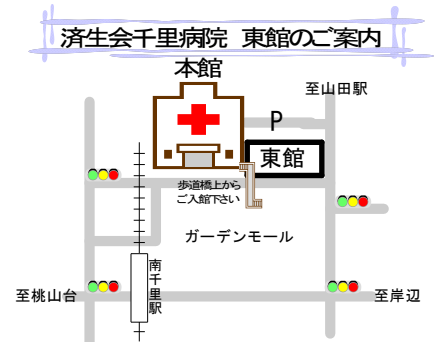 済生会千里病院 東館のご案内
本館
至山田駅
P
東館
歩道橋上から
ご入館下さい
ガーデンモール
南千里駅
至桃山台
至岸辺